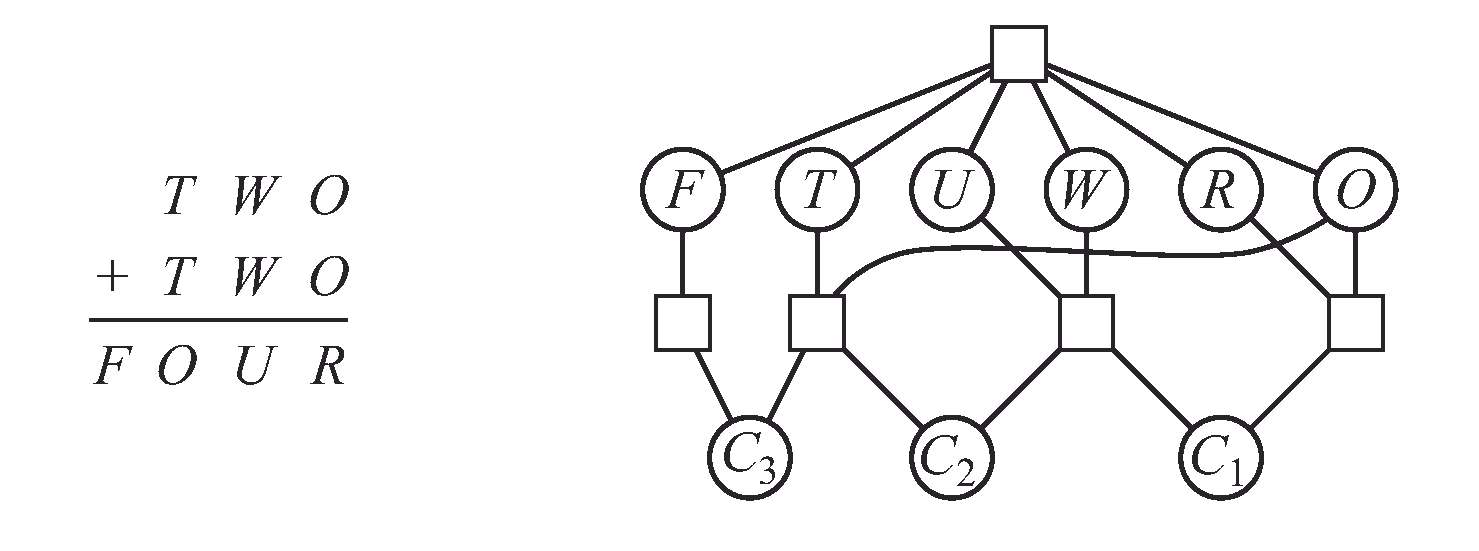 T W O
+ T W O
F O U R
F T U W R O
C3 C2 C1